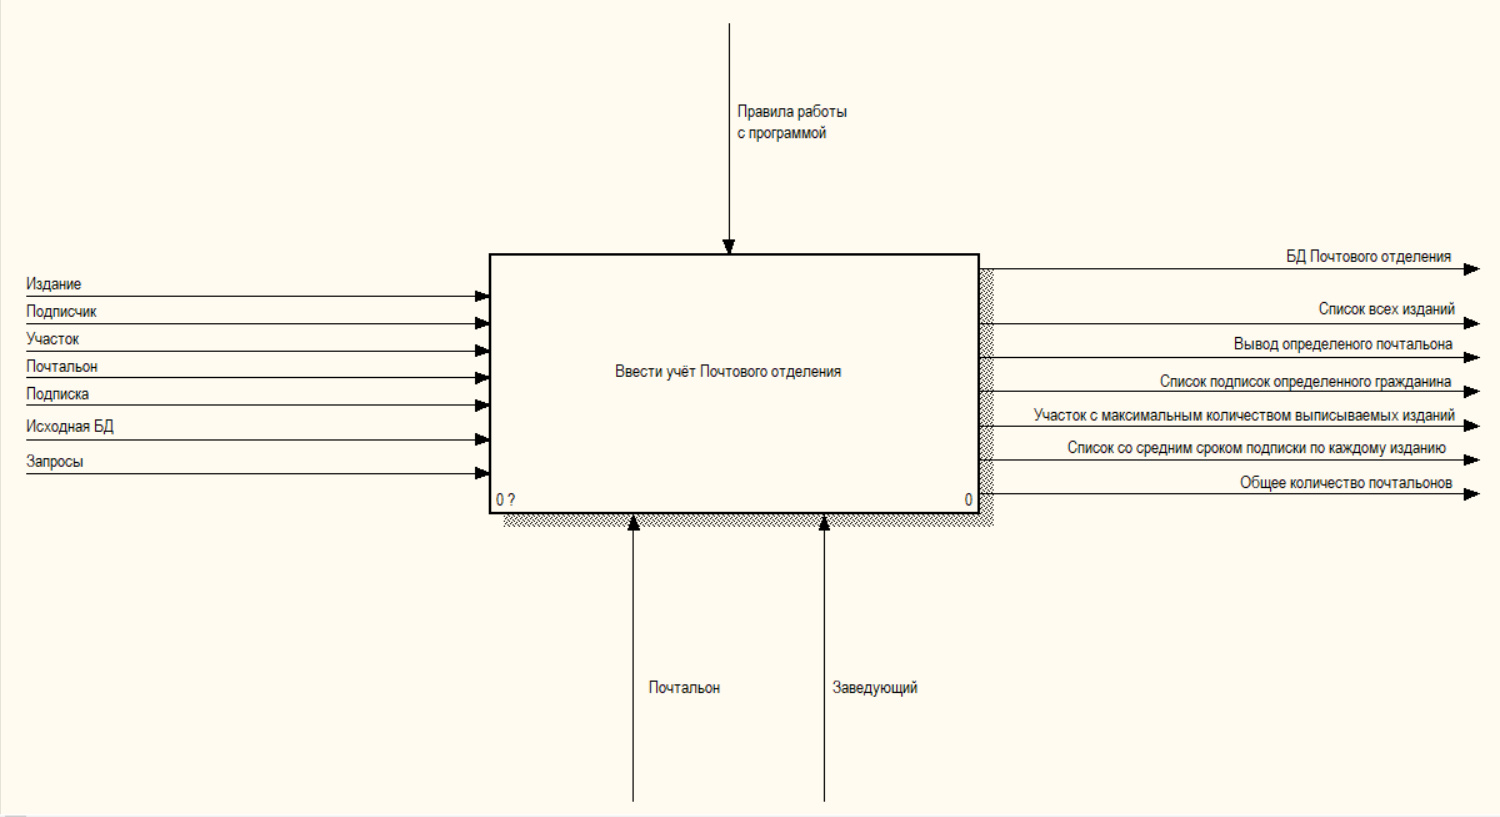 Правила работы
с программой
Издание
Подписчик
Участок
Почтальон
Подписка
Исходная БД
Запросы
Ввести учёт Почтового отделения
0 ?
0
БД Почтового отделения
Список всех изданий
Вывод определеного почтальона
Список подписок определенного гражданина
Участок с максимальным количеством выписываемых изданий
Список со средним сроком подписки по каждому изданию
Общее количество почтальонов
Почтальон
Заведующий